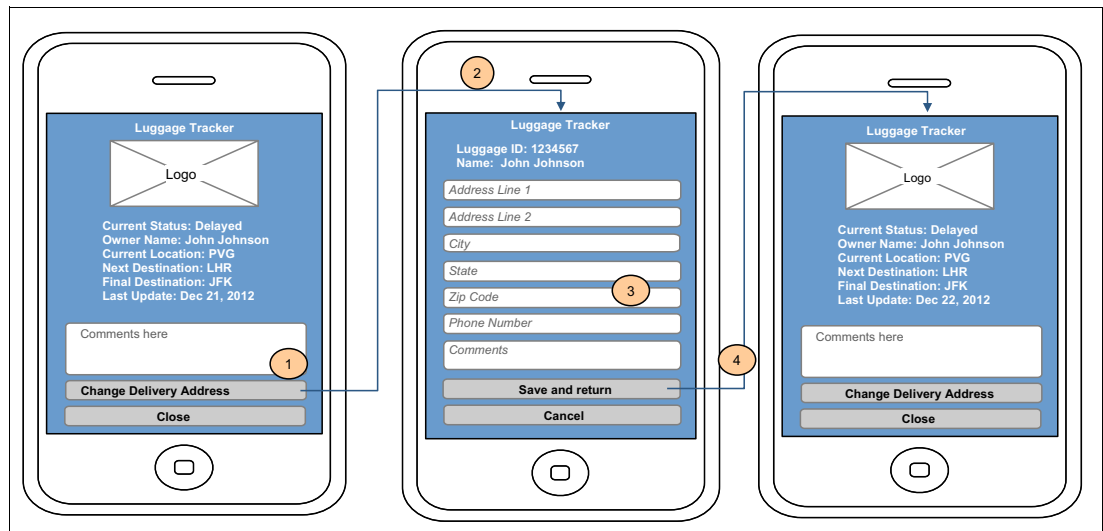 Luggage Tracker
Logo
Current Status: Delayed
Owner Name: John Johnson
Current Location: PVG
Next Destination: LHR
Final Destination: JFK
Last Update: Dec 21, 2012
Comments here
1
Change Delivery Address
Close
2
Luggage Tracker
Luggage ID: 1234567
Name: John Johnson
Address Line 1
Address Line 2
City
State
Zip Code
3
Phone Number
Comments
Save and return
Cancel
4
Luggage Tracker
Logo
Current Status: Delayed
Owner Name: John Johnson
Current Location: PVG
Next Destination: LHR
Final Destination: JFK
Last Update: Dec 22, 2012
Comments here
Change Delivery Address
Close